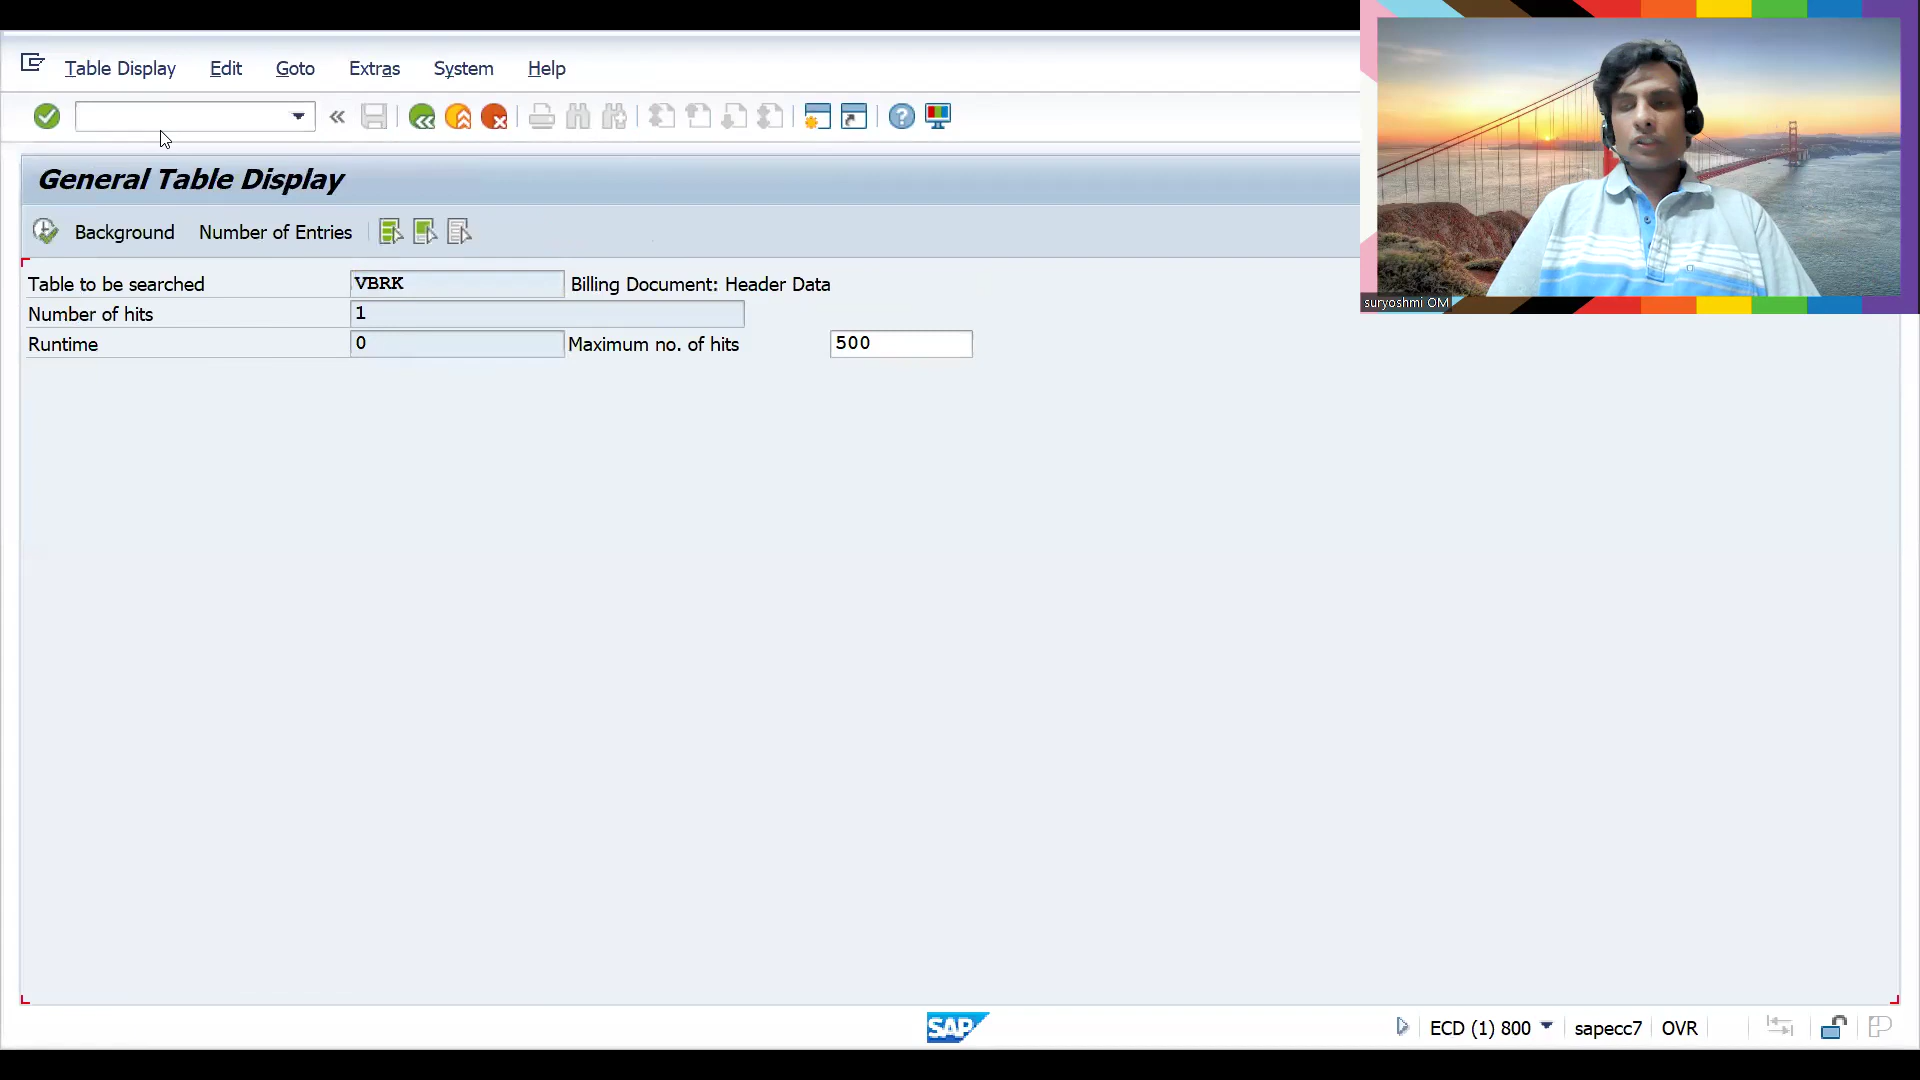 Table Display Edit Goto Extras System Help
General Table Display
Background Number of Entries
Table to be searched VBRK Billing Document: Header Data
Number of hits 1
Runtime 0 Maximum no. of hits 500
suryoshmi OM
SAP ECD (1) 800 sapecc7 OVR